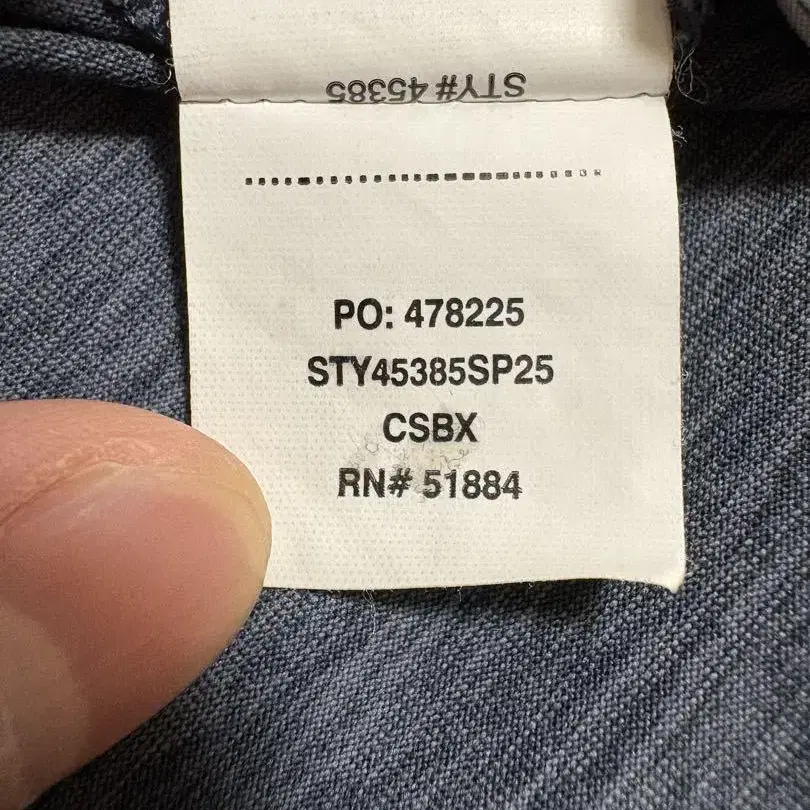 STY# 45385
PO: 478225
STY45385SP25
CSBX
RN# 51884